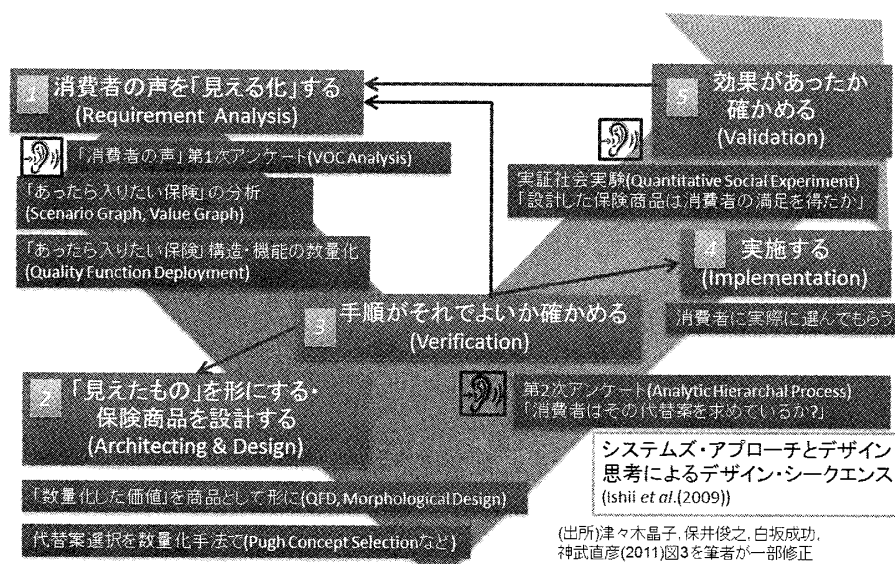 1
消費者の声を「見える化」する
(Requirement Analysis)
「消費者の声」第1次アンケート(VOC Analysis)
「あったら入りたい保険」の分析
(Scenario Graph, Value Graph)
「あったら入りたい保険」構造・機能の数量化
(Quality Function Deployment)
2
「見えたもの」を形にする・
保険商品を設計する
(Architecting & Design)
「数量化した価値」を商品として形に(QFD, Morphological Design)
代替案選択を数量化手法で(Pugh Concept Selectionなど)
3
手順がそれでよいか確かめる
(Verification)
第2次アンケート(Analytic Hierarchal Process)
「消費者はその代替案を求めているか?」
4
実施する
(Implementation)
消費者に実際に選んでもらう
5
効果があったか
確かめる
(Validation)
実証社会実験(Quantitative Social Experiment)
「設計した保険商品は消費者の満足を得たか」
システムズ・アプローチとデザイン
思考によるデザイン・シークエンス
(Ishii et al.(2009))
(出所)津々木晶子, 保井俊之, 白坂成功,
神武直彦(2011)図3を筆者が一部修正